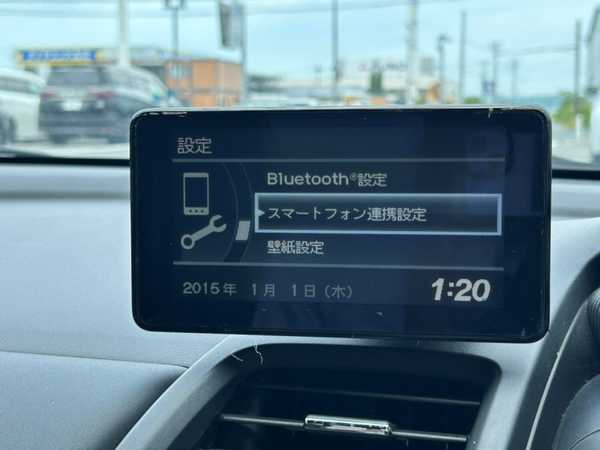 設定
Bluetooth®設定
スマートフォン連携設定
壁紙設定
2015年 1月 1日（木） 1:20